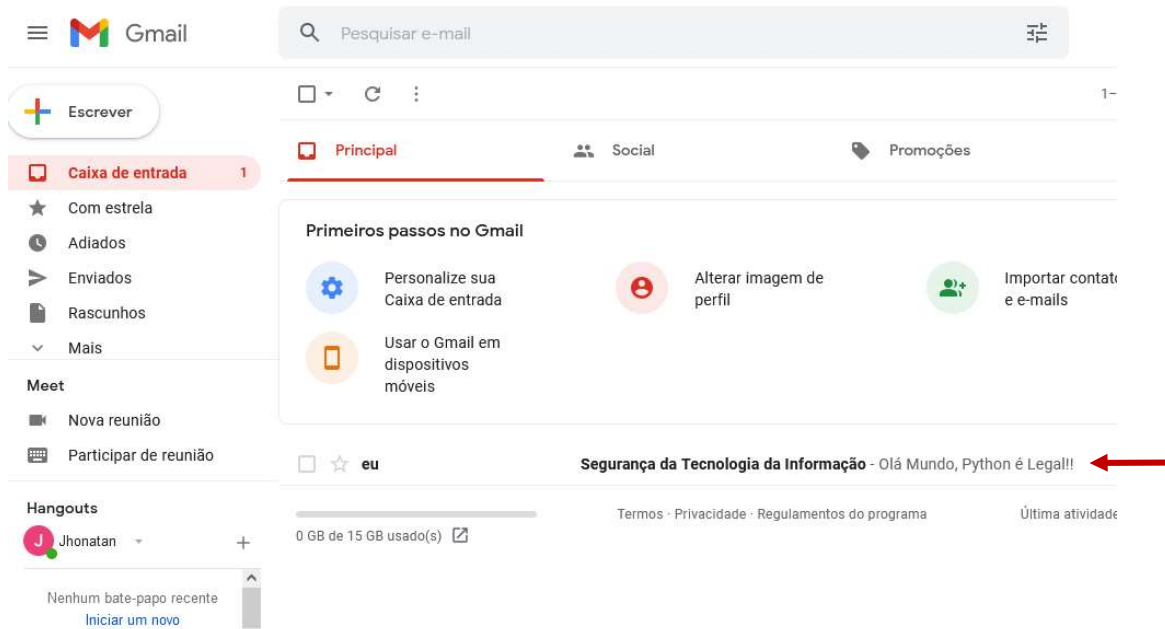 Gmail
Pesquisar e-mail
Escrever
1-
Principal
Social
Promoções
Caixa de entrada 1
Com estrela
Adiados
Enviados
Rascunhos
Mais
Primeiros passos no Gmail
Personalize sua
Caixa de entrada
Alterar imagem de
perfil
Importar contato
e e-mails
Usar o Gmail em
dispositivos
móveis
Meet
Nova reunião
Participar de reunião
eu Segurança da Tecnologia da Informação - Olá Mundo, Python é Legal!!
Hangouts
J Jhonatan
Nenhum bate-papo recente
Iniciar um novo
0 GB de 15 GB usado(s)
Termos · Privacidade · Regulamentos do programa
Última atividade